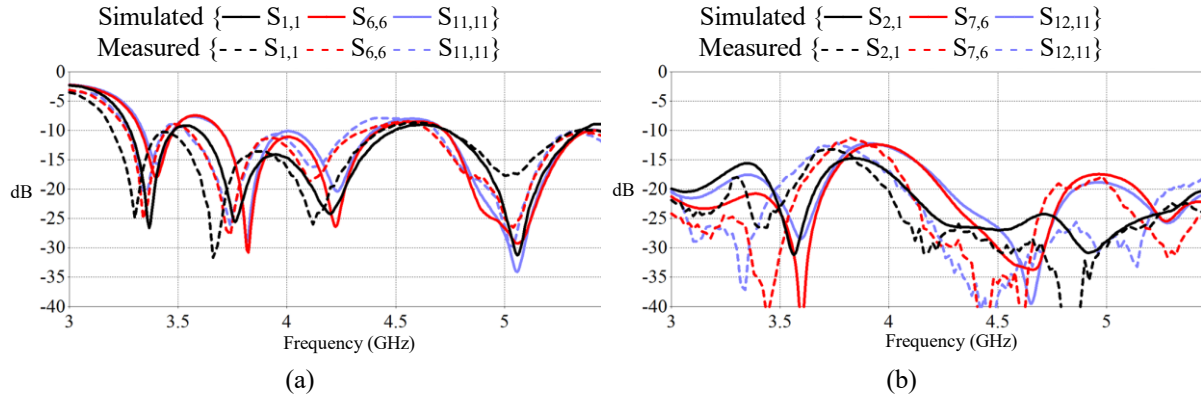 Simulated { S1,1 S6,6 S11,11}
Measured { S1,1 S6,6 S11,11}
0
-5
-10
-15
dB -20
-25
-30
-35
-40
3 3.5 4 4.5 5
Frequency (GHz)
(a)
Simulated { S2,1 S7,6 S12,11}
Measured { S2,1 S7,6 S12,11}
0
-5
-10
-15
dB -20
-25
-30
-35
-40
3 3.5 4 4.5 5
Frequency (GHz)
(b)